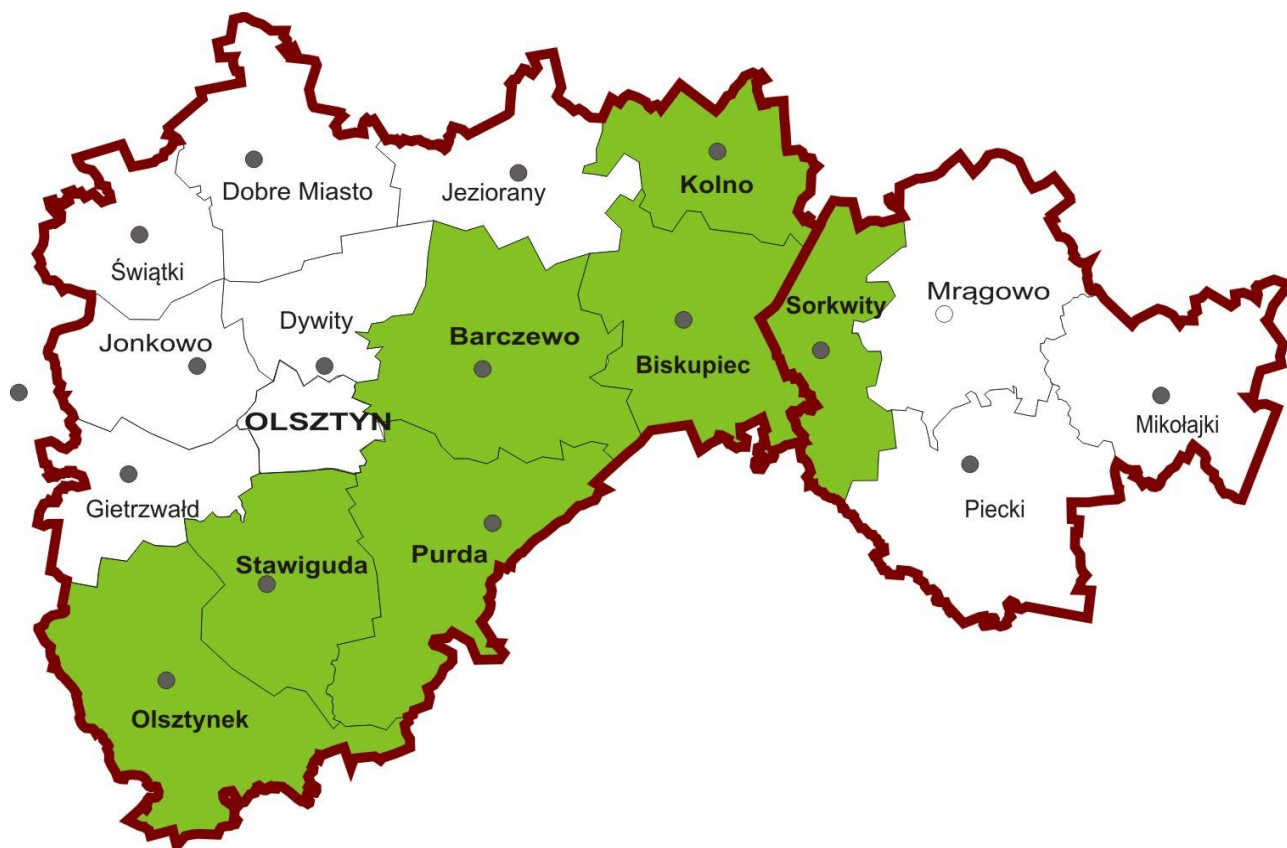 Dobre Miasto
Jeziorany
Kolno
Świątki
Sorkwity
Mrągowo
Dywity
Jonkowo
Barczewo
Biskupiec
OLSZTYN
Mikołajki
Gietrzwałd
Piecki
Stawiguda
Purda
Olsztynek